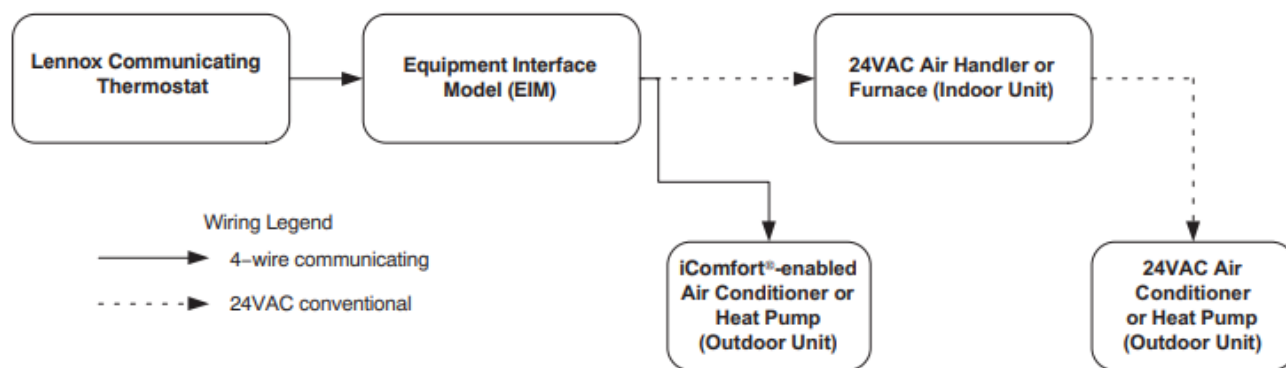 Lennox Communicating
Thermostat
Equipment Interface
Model (EIM)
24VAC Air Handler or
Furnace (Indoor Unit)
Wiring Legend
4−wire communicating
24VAC conventional
iComfort®-enabled
Air Conditioner or
Heat Pump
(Outdoor Unit)
24VAC Air
Conditioner
or Heat Pump
(Outdoor Unit)